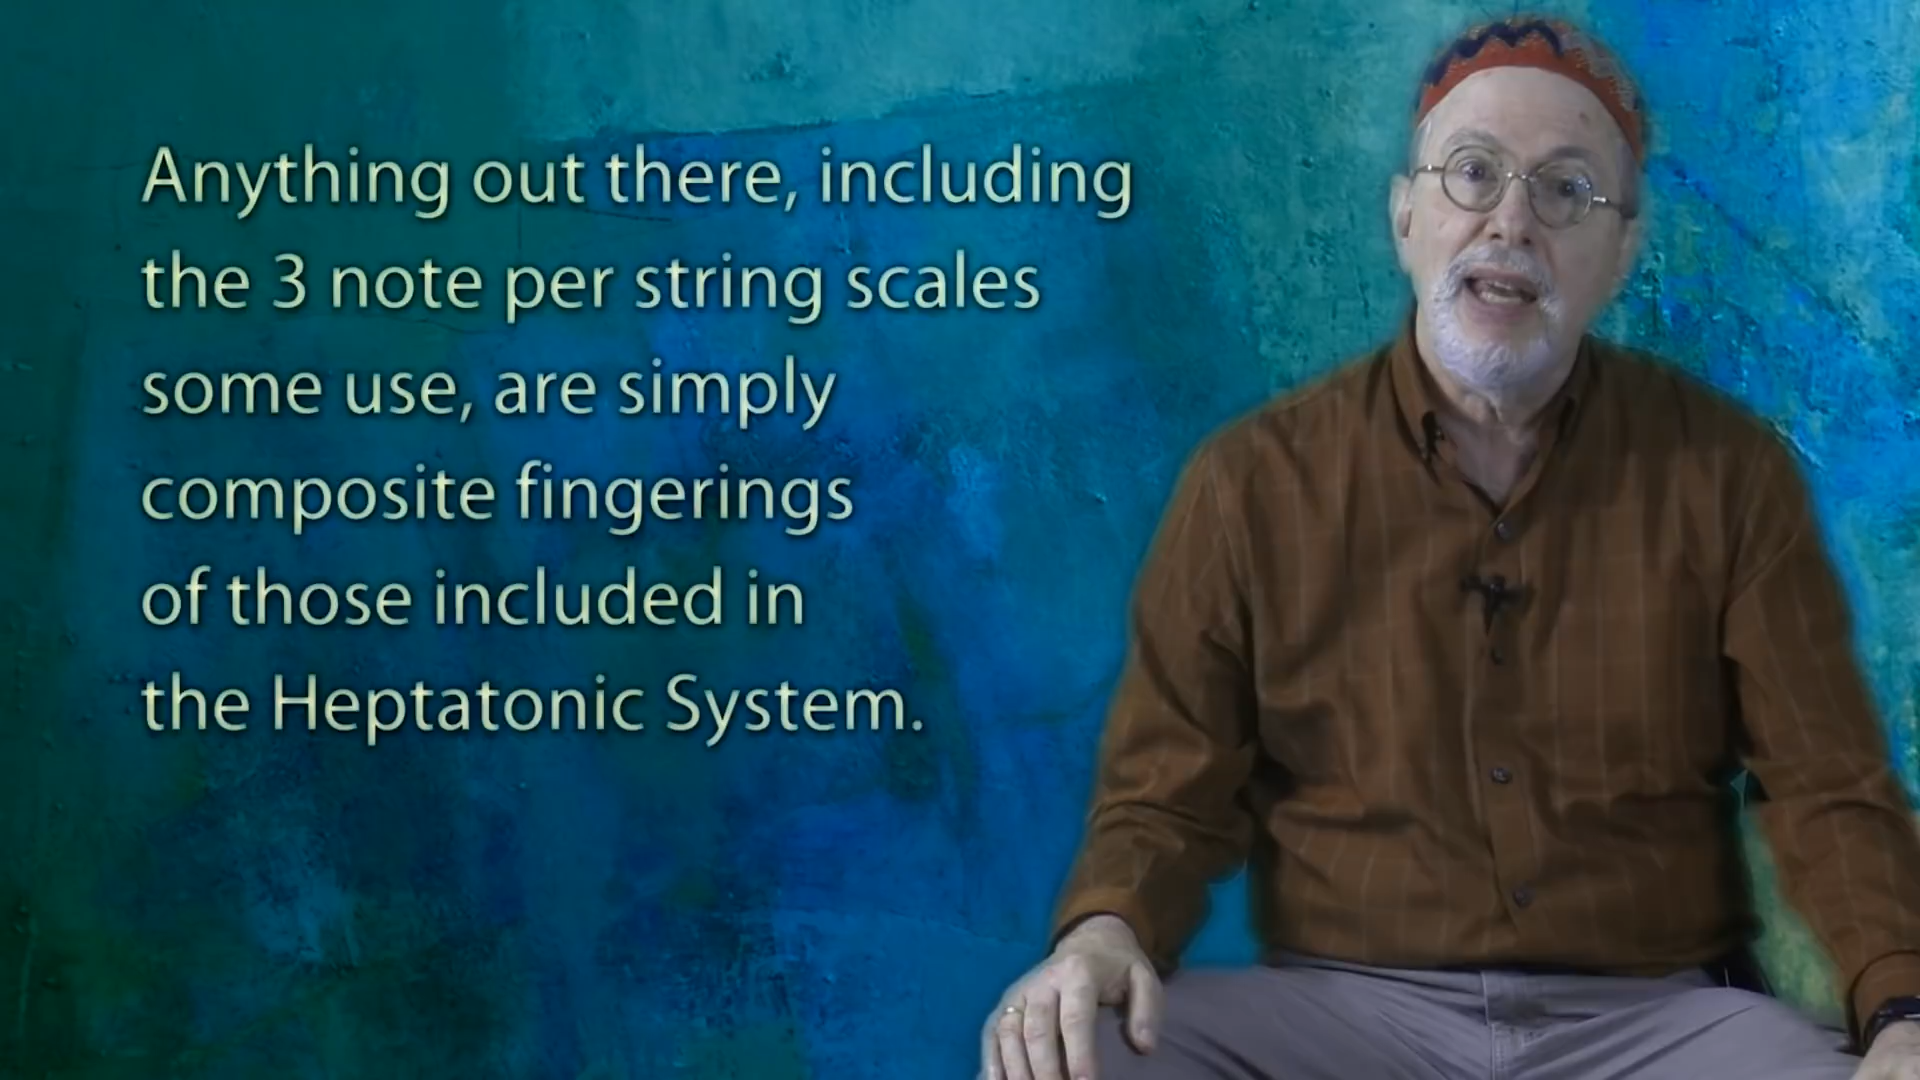 Anything out there, including
the 3 note per string scales
some use, are simply
composite fingerings
of those included in
the Heptatonic System.